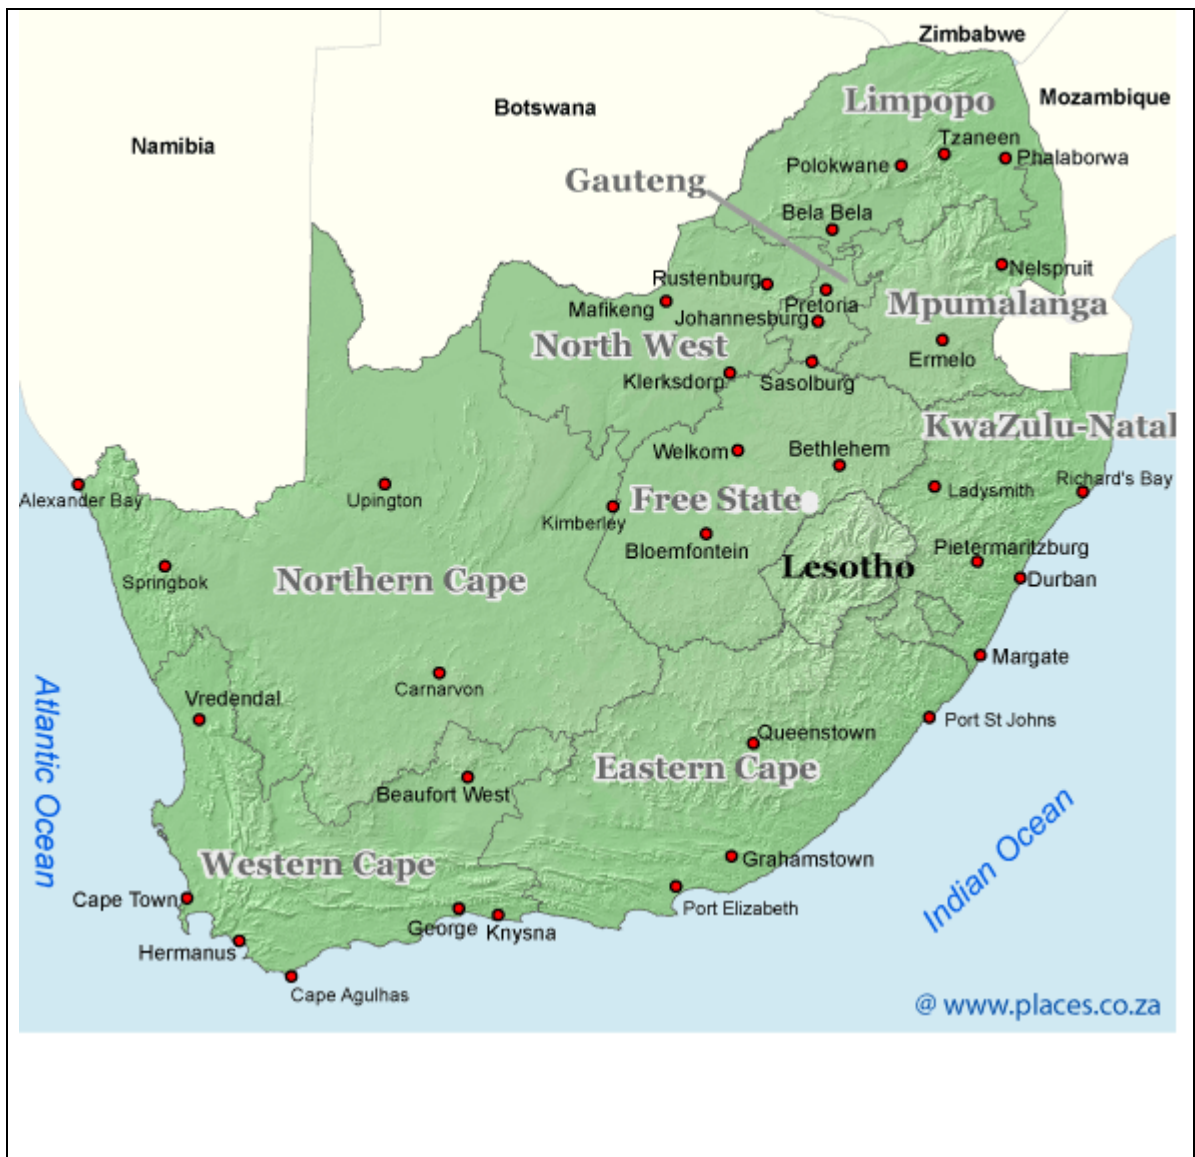 Zimbabwe
Limpopo
Mozambique
Botswana
Namibia
Tzaneen
Polokwane
Phalaborwa
Gauteng
Bela Bela
Nelspruit
Rustenburg
Pretoria
Mpumalanga
Mafikeng
Johannesburg
North West
Ermelo
Klerksdorp
Sasolburg
KwaZulu-Natal
Welkom
Bethlehem
Richard's Bay
Ladysmith
Alexander Bay
Upington
Free State
Kimberley
Bloemfontein
Pietermaritzburg
Lesotho
Durban
Springbok
Northern Cape
Margate
Carnarvon
Vredendal
Port St Johns
Queenstown
Atlantic Ocean
Eastern Cape
Beaufort West
Indian Ocean
Western Cape
Grahamstown
Cape Town
Port Elizabeth
George
Knysna
Hermanus
Cape Agulhas
@ www.places.co.za